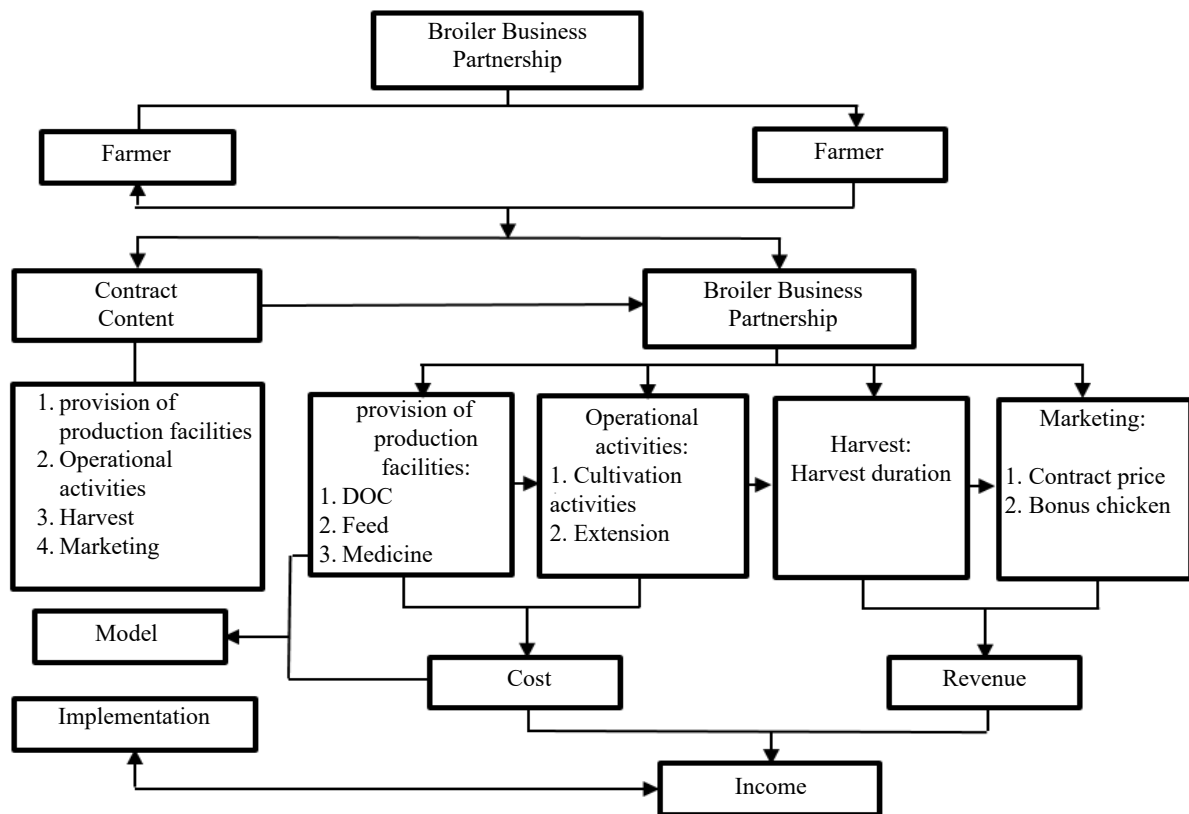 Broiler Business
Partnership
Farmer
Farmer
Contract
Content
Broiler Business
Partnership
1. provision of
production facilities
2. Operational
activities
3. Harvest
4. Marketing
provision of
production
facilities:
1. DOC
2. Feed
3. Medicine
Operational
activities:
1. Cultivation
activities
2. Extension
Harvest:
Harvest duration
Marketing:
1. Contract price
2. Bonus chicken
Model
Cost
Revenue
Implementation
Income